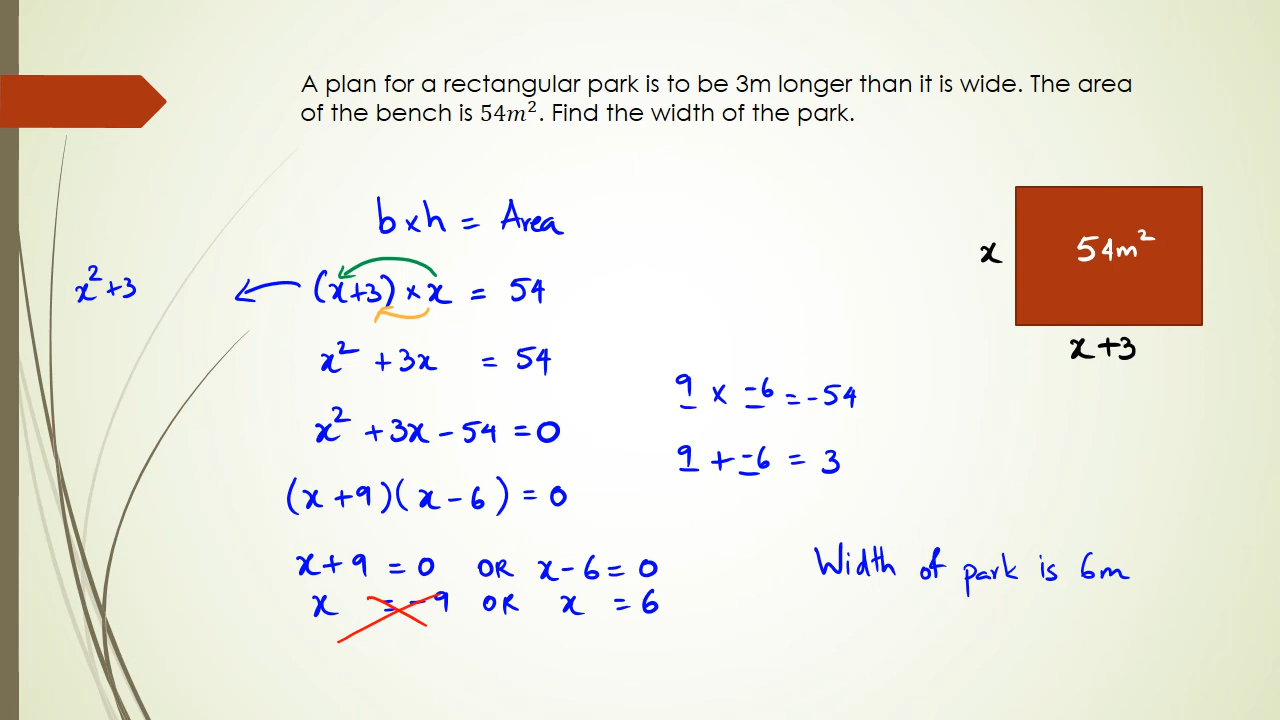 A plan for a rectangular park is to be 3m longer than it is wide. The area
of the bench is 54m². Find the width of the park.
b x h = Area
x² + 3
(x+3) × x = 54
x² + 3x = 54
x² + 3x - 54 = 0
(x + 9)(x - 6) = 0
x + 9 = 0 OR x - 6 = 0
x = -9 OR x = 6
54m²
x
x+3
9 × -6 = -54
9 + -6 = 3
Width of park is 6m